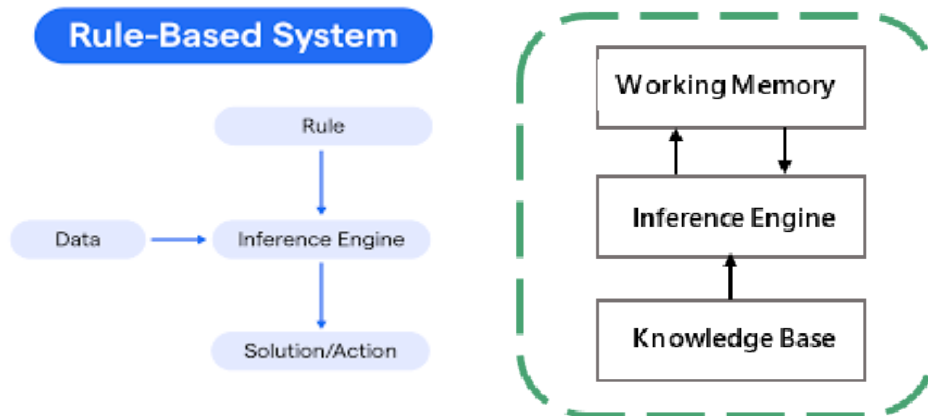 Rule-Based System
Rule
Data
Inference Engine
Solution/Action
Working Memory
Inference Engine
Knowledge Base